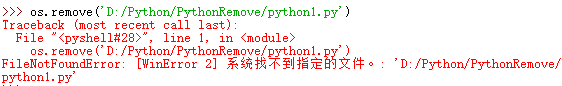 >>> os.remove('D:/Python/PythonRemove/python1.py')
Traceback (most recent call last):
  File "<pyshell#28>", line 1, in <module>
    os.remove('D:/Python/PythonRemove/python1.py')
FileNotFoundError: [WinError 2] 系统找不到指定的文件。: 'D:/Python/PythonRemove/
python1.py'